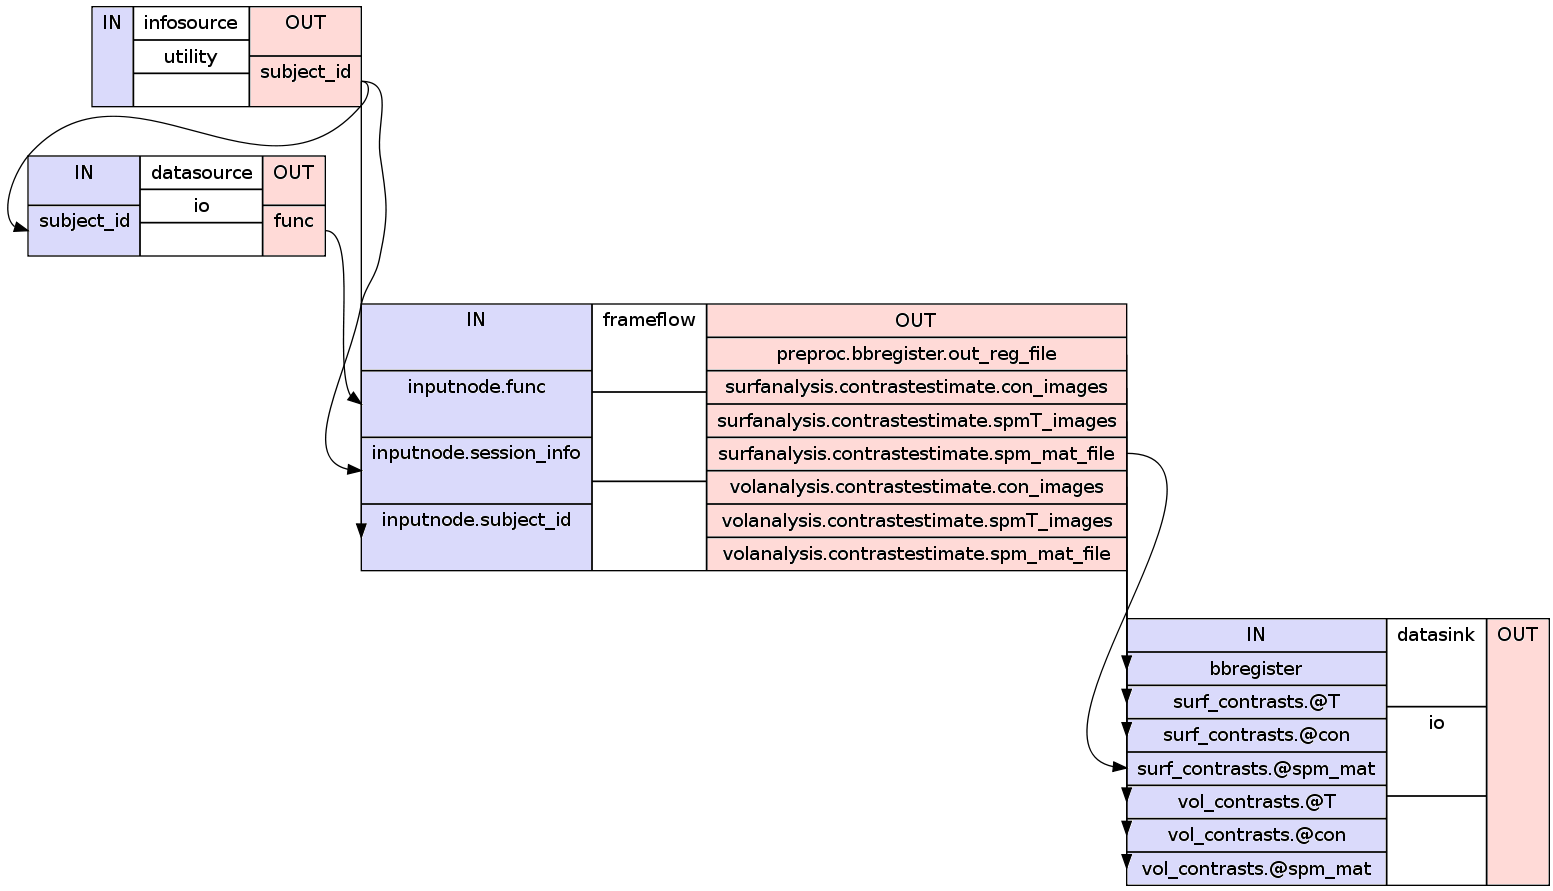 IN
infosource
utility
OUT
subject_id
IN
subject_id
datasource
io
OUT
func
IN
inputnode.func
inputnode.session_info
inputnode.subject_id
frameflow
OUT
preproc.bbregister.out_reg_file
surfanalysis.contrastestimate.con_images
surfanalysis.contrastestimate.spmT_images
surfanalysis.contrastestimate.spm_mat_file
volanalysis.contrastestimate.con_images
volanalysis.contrastestimate.spmT_images
volanalysis.contrastestimate.spm_mat_file
IN
bbregister
surf_contrasts.@T
surf_contrasts.@con
surf_contrasts.@spm_mat
vol_contrasts.@T
vol_contrasts.@con
vol_contrasts.@spm_mat
datasink
io
OUT